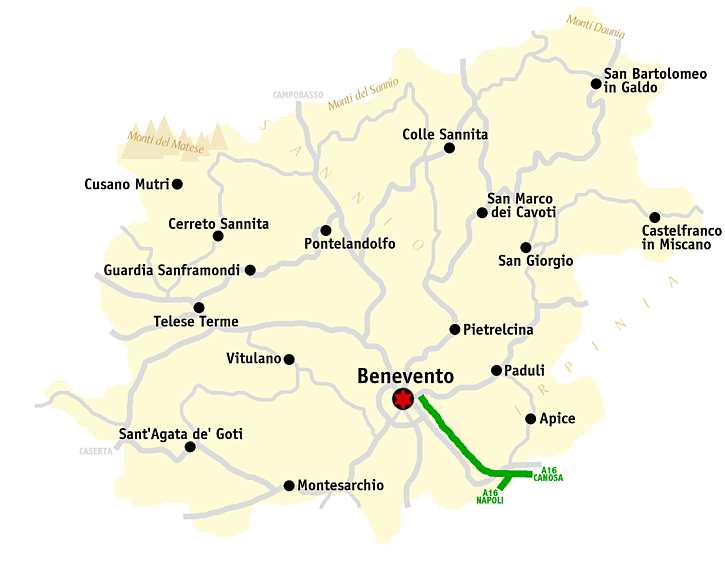 Monti Daunia
San Bartolomeo
in Galdo
CAMPOBASSO
Monti del Sannio
Colle Sannita
Monti del Matese
SANNIO
Cusano Mutri
San Marco
dei Cavoti
Cerreto Sannita
Castelfranco
in Miscano
Pontelandolfo
San Giorgio
Guardia Sanframondi
IRPINIA
Telese Terme
Pietrelcina
Vitulano
Paduli
Benevento
Apice
Sant'Agata de' Goti
CASERTA
A16
CANOSA
Montesarchio
A16
NAPOLI